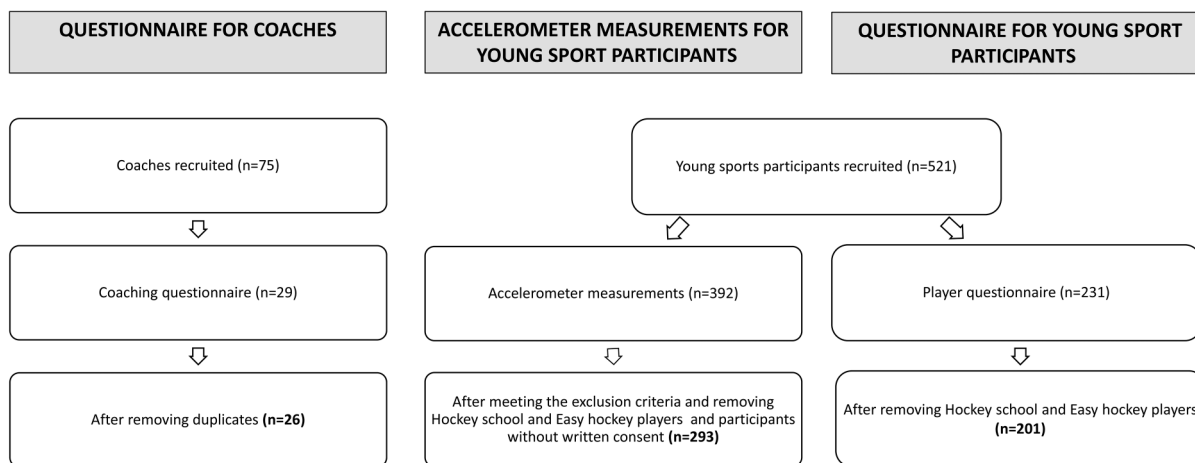 QUESTIONNAIRE FOR COACHES
ACCELEROMETER MEASUREMENTS FOR
YOUNG SPORT PARTICIPANTS
QUESTIONNAIRE FOR YOUNG SPORT
PARTICIPANTS
Coaches recruited (n=75)
Young sports participants recruited (n=521)
Coaching questionnaire (n=29)
Accelerometer measurements (n=392)
Player questionnaire (n=231)
After removing duplicates (n=26)
After meeting the exclusion criteria and removing
Hockey school and Easy hockey players and participants
without written consent (n=293)
After removing Hockey school and Easy hockey players
(n=201)